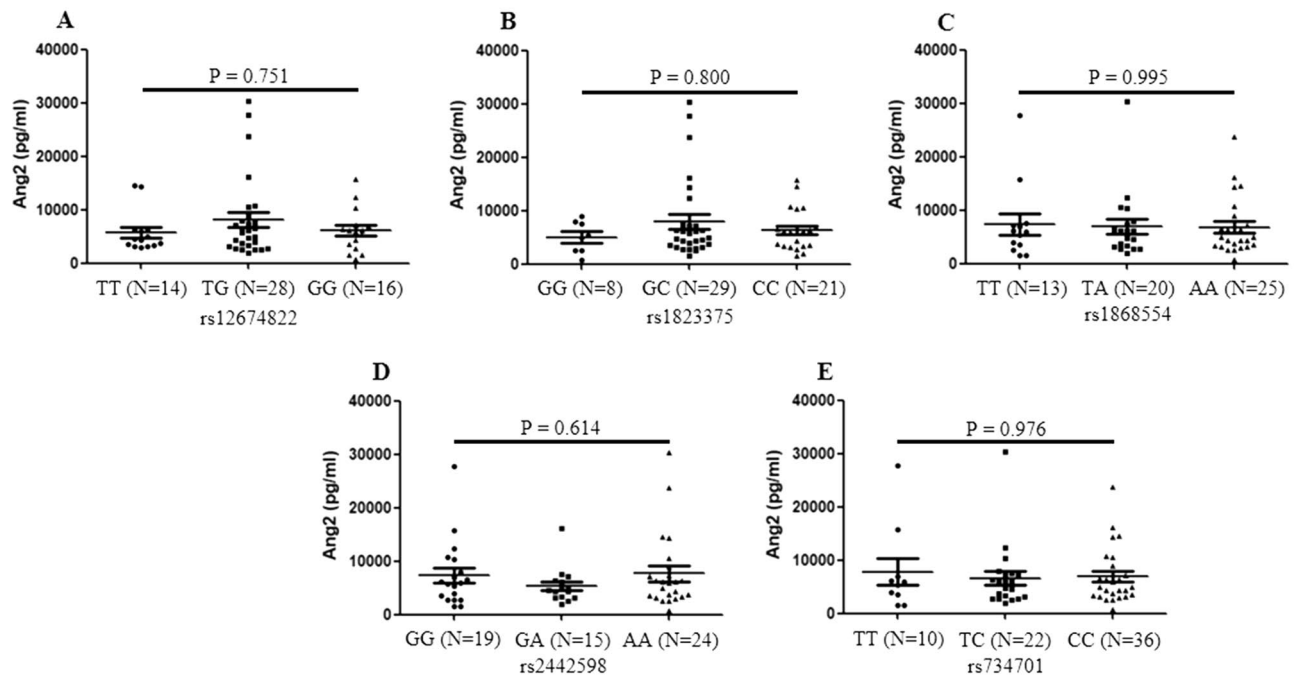 A
40000
30000
20000
10000
0
Ang2 (pg/ml)
P = 0.751
TT (N=14) TG (N=28) GG (N=16)
rs12674822
B
40000
30000
20000
10000
0
Ang2 (pg/ml)
P = 0.800
GG (N=8) GC (N=29) CC (N=21)
rs1823375
C
40000
30000
20000
10000
0
Ang2 (pg/ml)
P = 0.995
TT (N=13) TA (N=20) AA (N=25)
rs1868554
D
40000
30000
20000
10000
0
Ang2 (pg/ml)
P = 0.614
GG (N=19) GA (N=15) AA (N=24)
rs2442598
E
40000
30000
20000
10000
0
Ang2 (pg/ml)
P = 0.976
TT (N=10) TC (N=22) CC (N=36)
rs734701